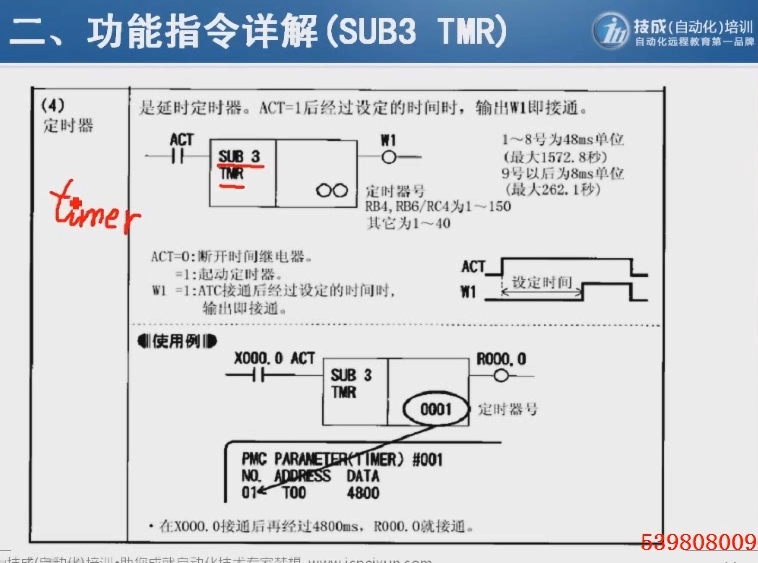 二、功能指令详解(SUB3 TMR)
技成(自动化)培训
自动化远程教育第一品牌
(4)
定时器
timer
是延时定时器。ACT=1后经过设定的时间时，输出W1即接通。
ACT
SUB 3
TMR
W1
定时器号
RB4, RB6/RC4为1～150
其它为1～40
1～8号为48ms单位
(最大1572.8秒)
9号以后为8ms单位
(最大262.1秒)
ACT=0:断开时间继电器。
=1:起动定时器。
W1 =1:ATC接通后经过设定的时间时,
输出即接通。
ACT
设定时间
W1
使用例
X000.0 ACT
SUB 3
TMR
0001
R000.0
定时器号
PMC PARAMETER(TIMER) #001
NO. ADDRESS DATA
01 T00 4800
·在X000.0接通后再经过4800ms, R000.0就接通。
539808009